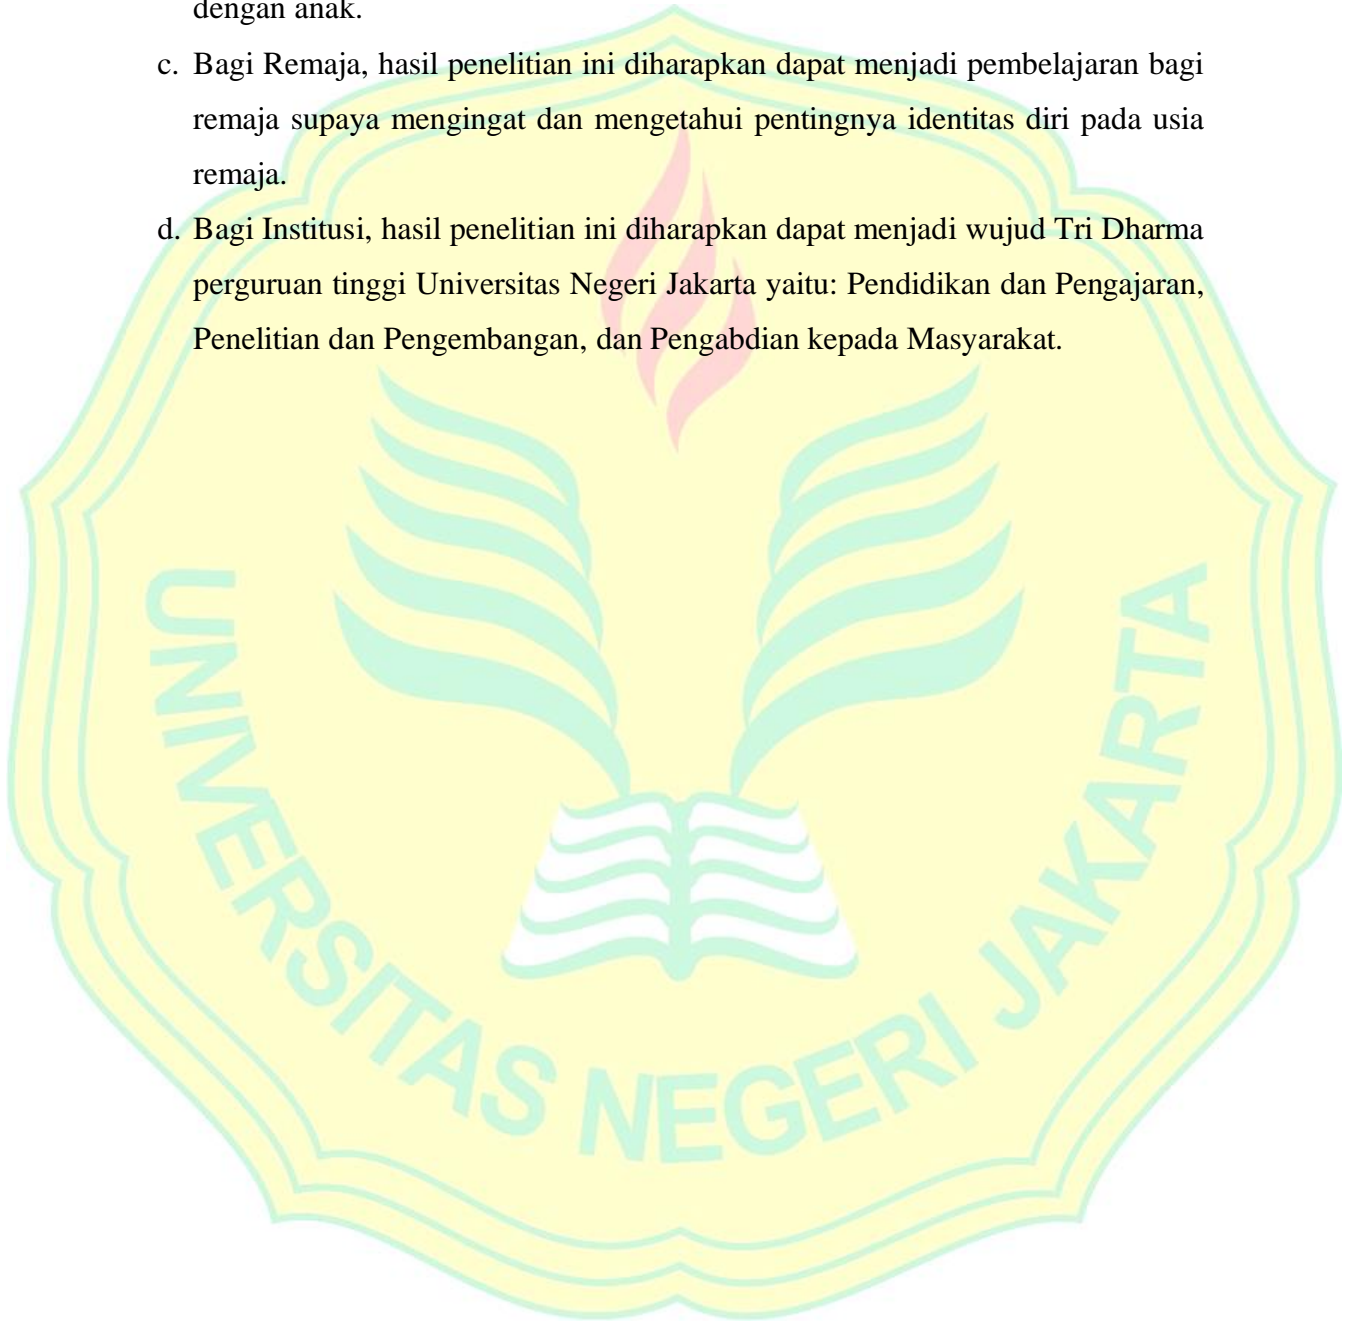 dengan anak.
c. Bagi Remaja, hasil penelitian ini diharapkan dapat menjadi pembelajaran bagi
remaja supaya mengingat dan mengetahui pentingnya identitas diri pada usia
remaja.
d. Bagi Institusi, hasil penelitian ini diharapkan dapat menjadi wujud Tri Dharma
perguruan tinggi Universitas Negeri Jakarta yaitu: Pendidikan dan Pengajaran,
Penelitian dan Pengembangan, dan Pengabdian kepada Masyarakat.
UNIVERSITAS NEGERI JAKARTA